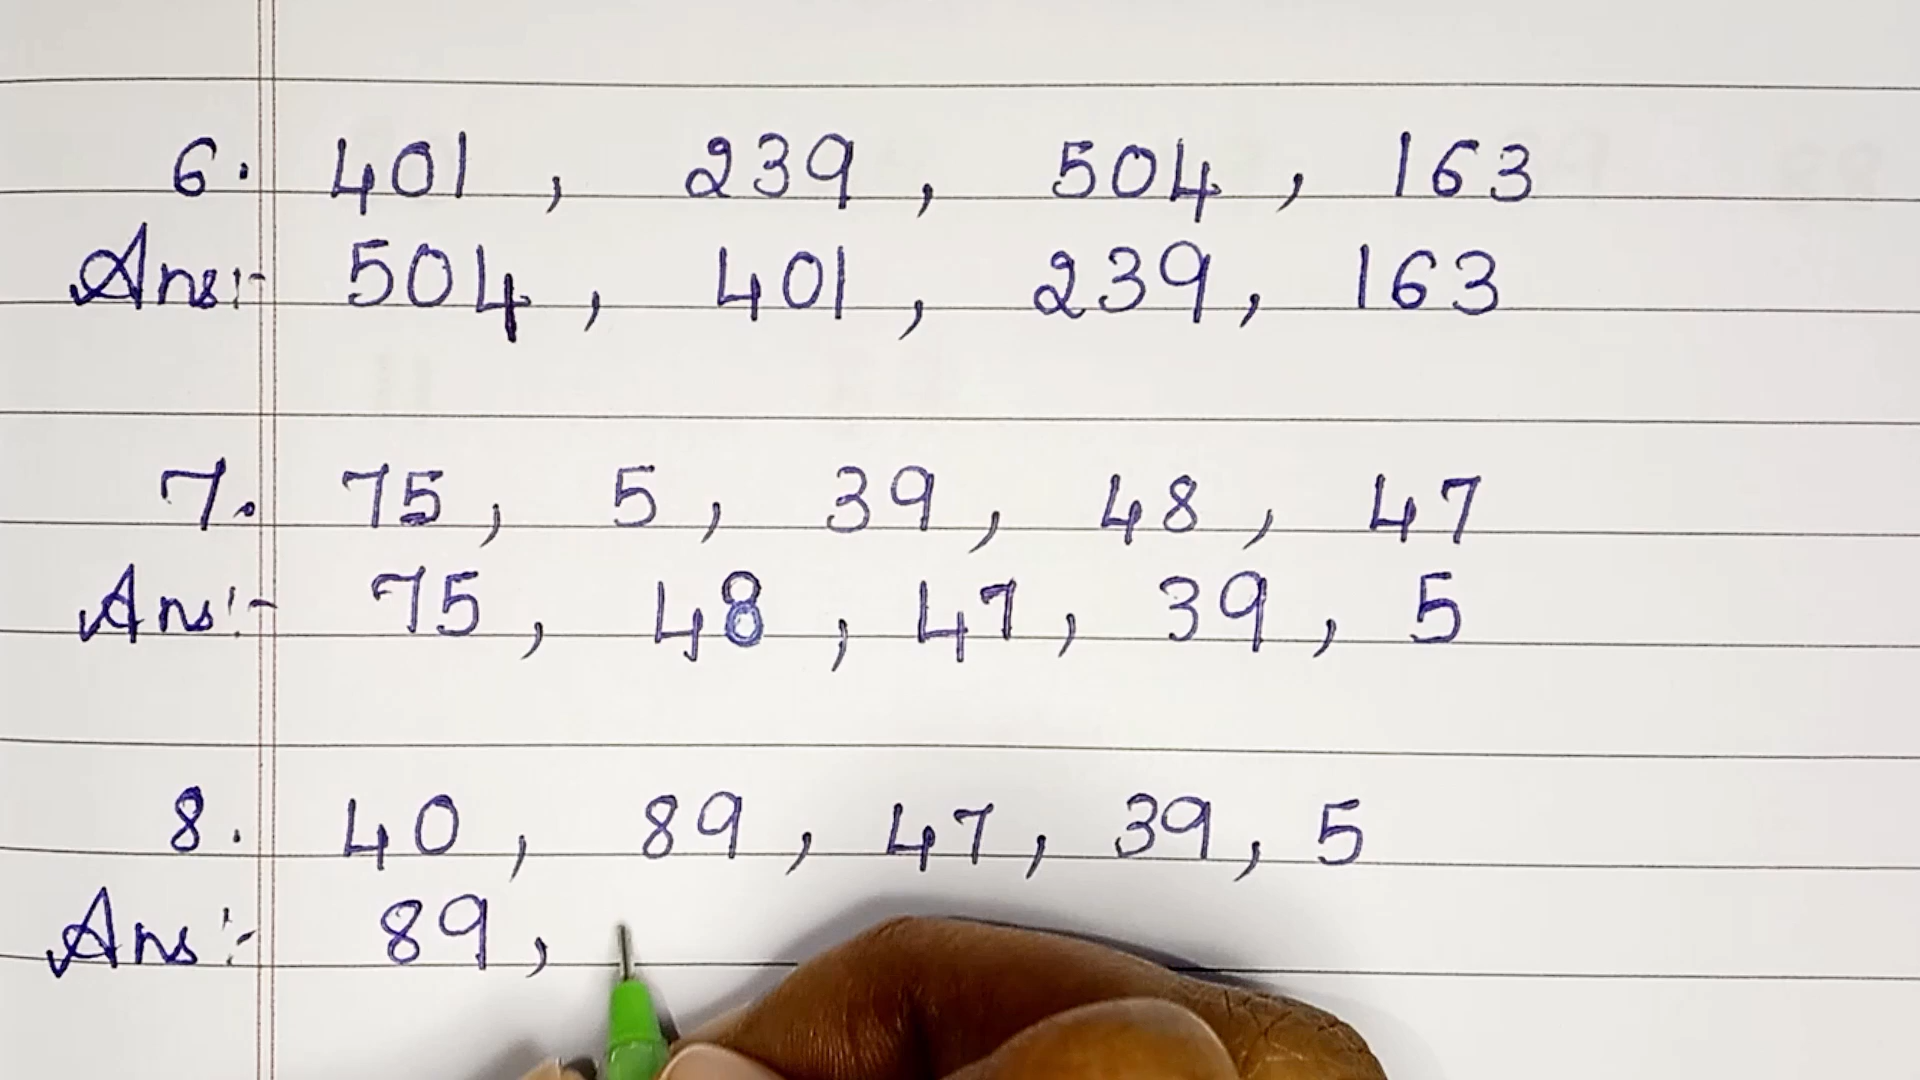 6. 401, 239, 504, 163
Ans:- 504, 401, 239, 163
7. 75, 5, 39, 48, 47
Ans:- 75, 48, 47, 39, 5
8. 40, 89, 47, 39, 5
Ans:- 89,